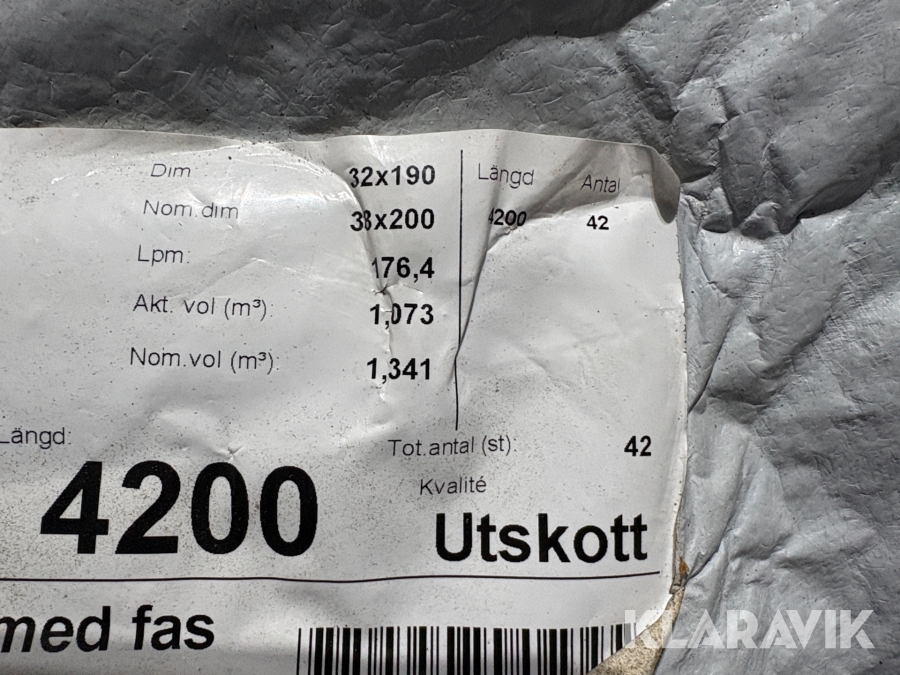 Dim 32x190
Nom.dim 38x200
Lpm: 176,4
Akt. vol (m³): 1,073
Nom.vol (m³): 1,341
Längd Antal
4200 42
Längd:
4200
Tot.antal (st): 42
Kvalité
Utskott
med fas
KLARAVIK